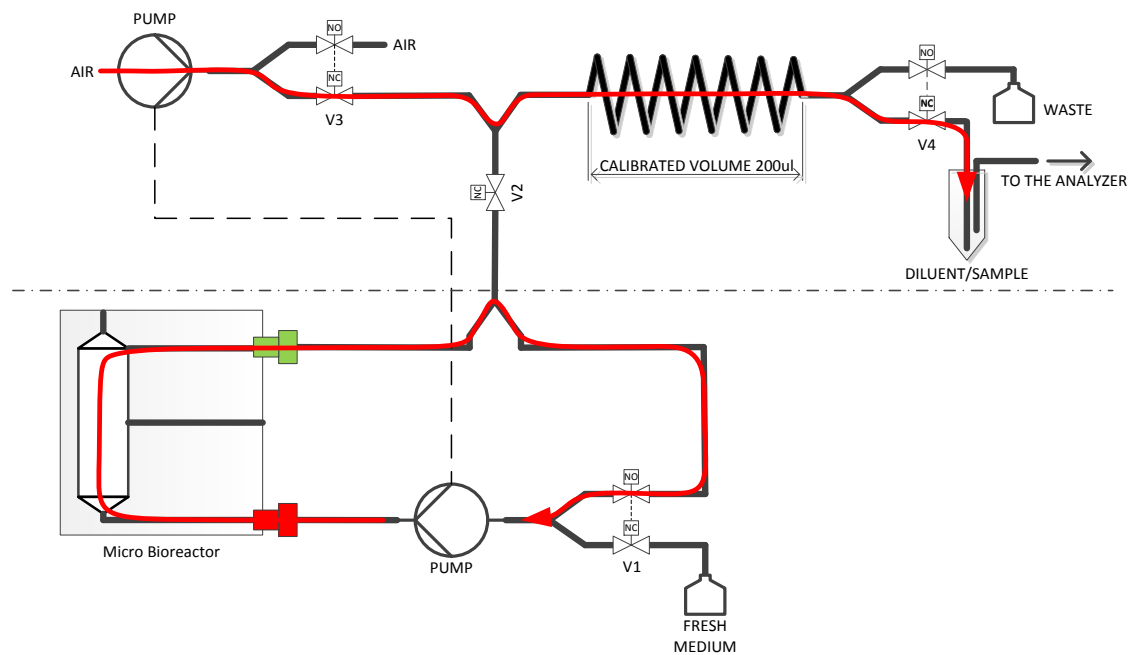 PUMP
NO
AIR
AIR
NC
V3
NO
WASTE
NC
V4
CALIBRATED VOLUME 200ul
TO THE ANALYZER
NC
V2
DILUENT/SAMPLE
Micro Bioreactor
PUMP
NO
NC
V1
FRESH
MEDIUM